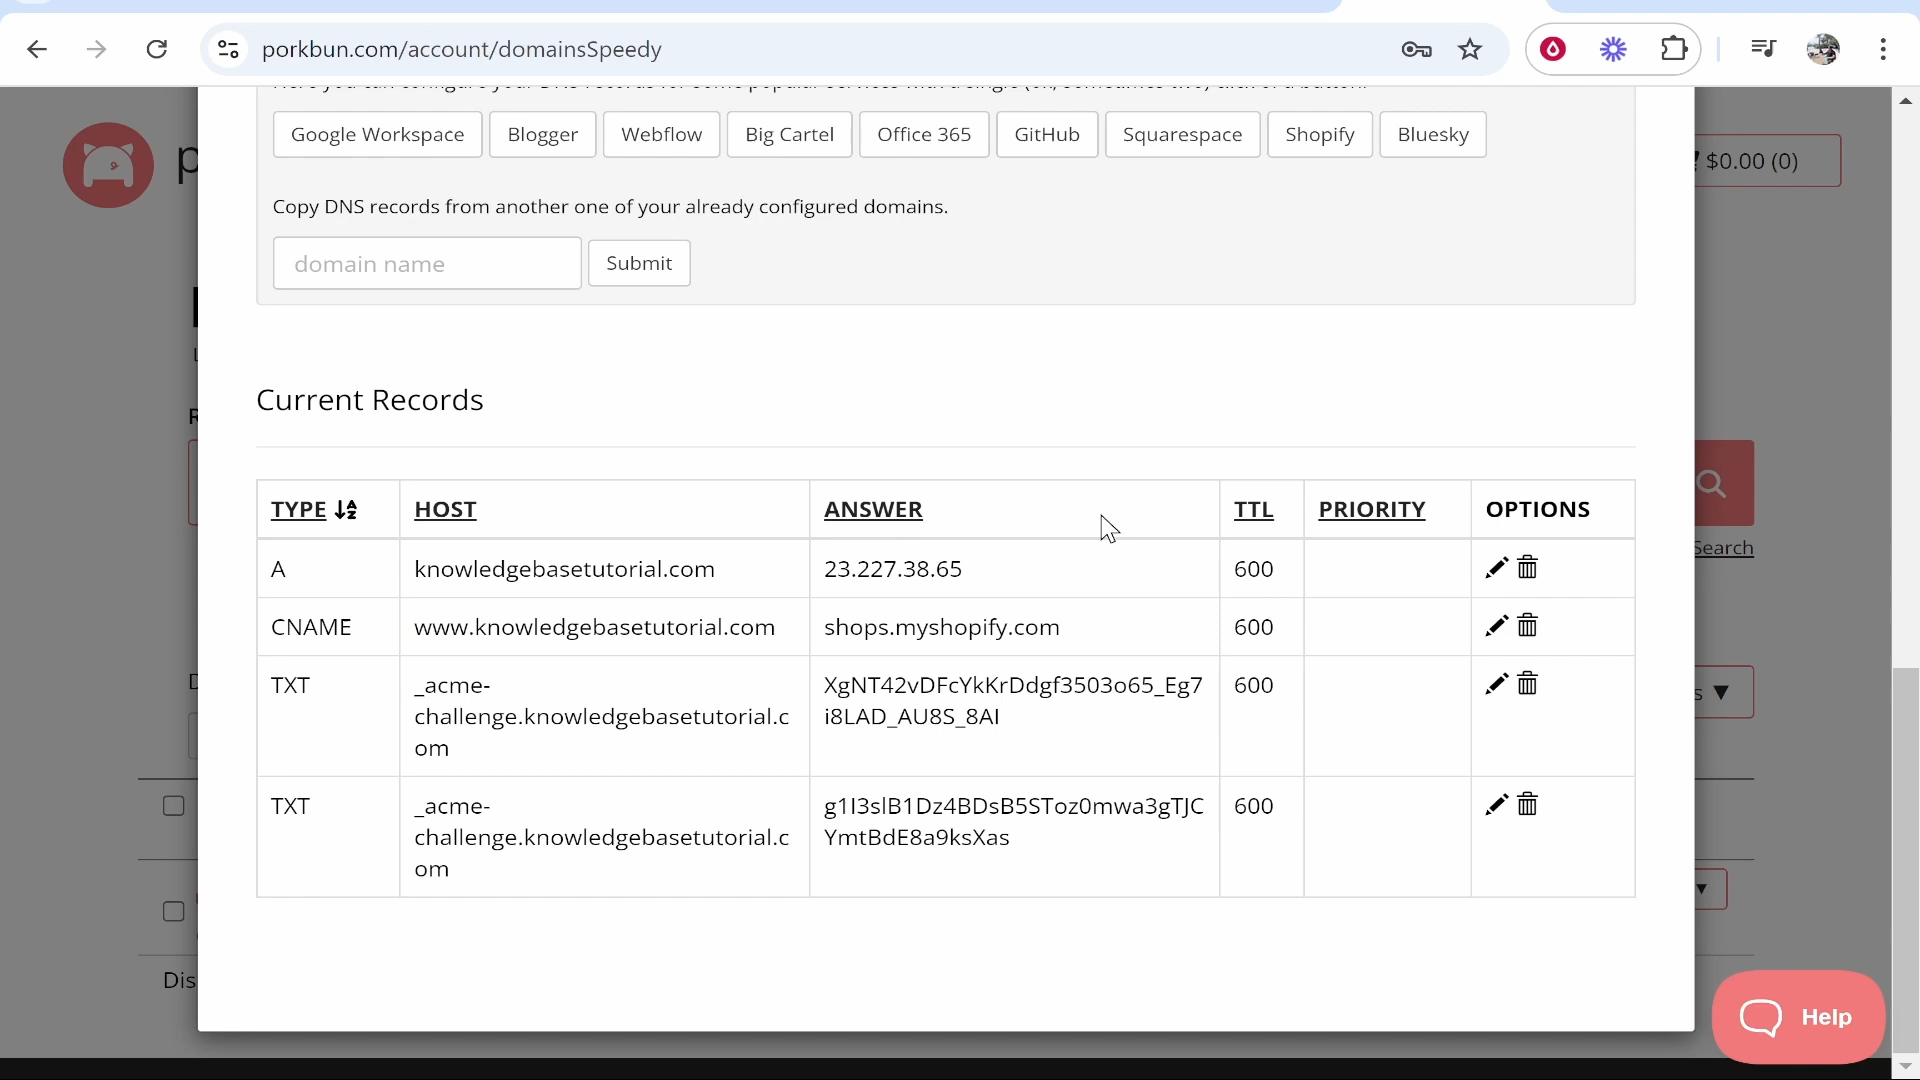 porkbun.com/account/domainsSpeedy
$0.00 (0)
Google Workspace Blogger Webflow Big Cartel Office 365 GitHub Squarespace Shopify Bluesky
Copy DNS records from another one of your already configured domains.
domain name Submit
Current Records
TYPE HOST ANSWER TTL PRIORITY OPTIONS
Search
A knowledgebasetutorial.com 23.227.38.65 600
CNAME www.knowledgebasetutorial.com shops.myshopify.com 600
TXT _acme- XgNT42vDFcYkKrDdgf3503o65_Eg7 600
challenge.knowledgebasetutorial.c i8LAD_AU8S_8AI
om
TXT _acme- g1I3slB1Dz4BDsB5SToz0mwa3gTJC 600
challenge.knowledgebasetutorial.c YmtBdE8a9ksXas
om
Dis
Help